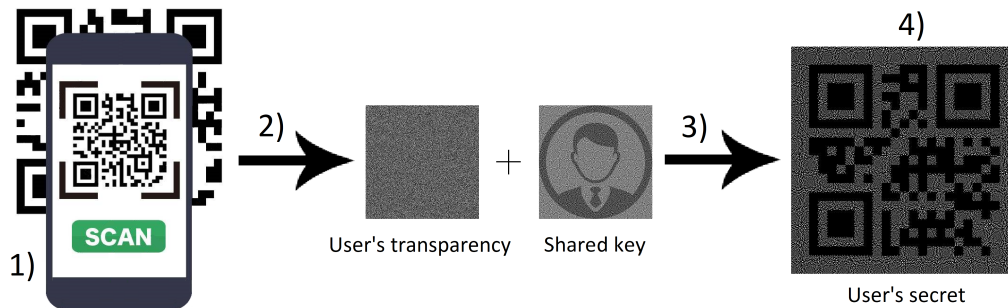 1)
SCAN
2)
User's transparency
+
Shared key
3)
4)
User's secret